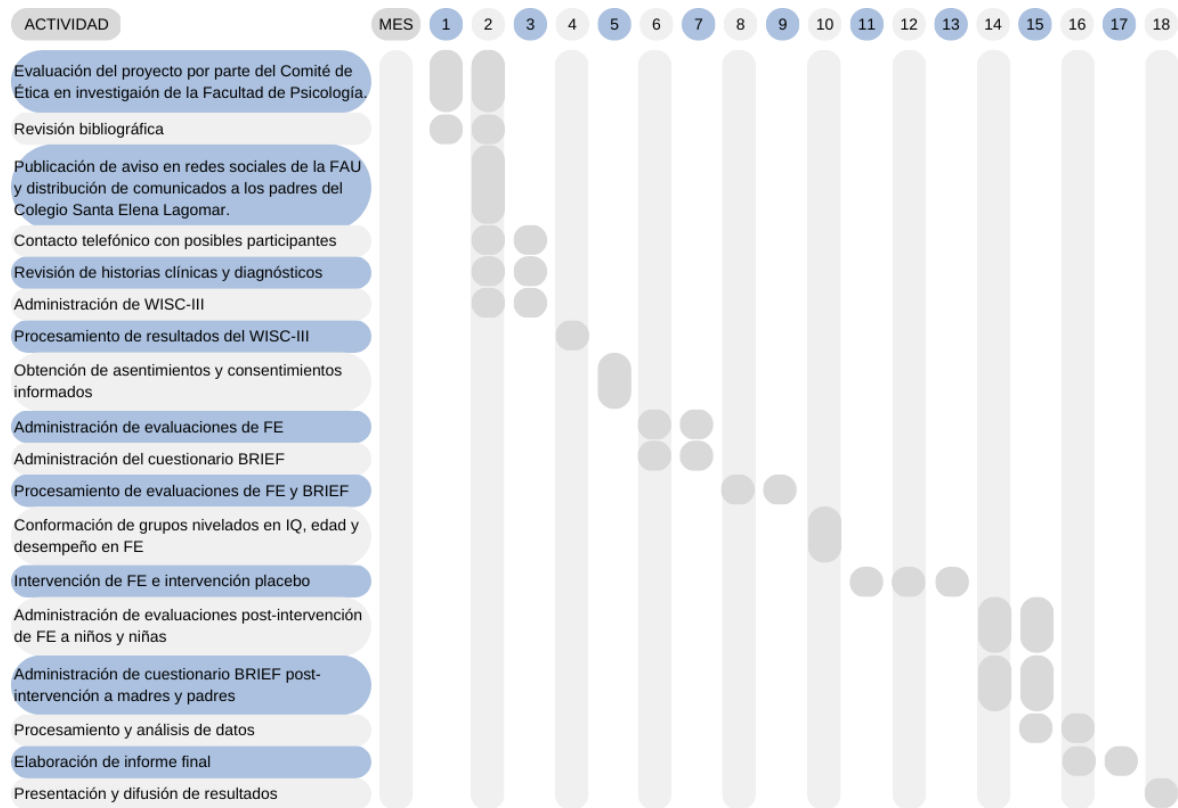 ACTIVIDAD MES 1 2 3 4 5 6 7 8 9 10 11 12 13 14 15 16 17 18
Evaluación del proyecto por parte del Comité de
Ética en investigaión de la Facultad de Psicología.
Revisión bibliográfica
Publicación de aviso en redes sociales de la FAU
y distribución de comunicados a los padres del
Colegio Santa Elena Lagomar.
Contacto telefónico con posibles participantes
Revisión de historias clínicas y diagnósticos
Administración de WISC-III
Procesamiento de resultados del WISC-III
Obtención de asentimientos y consentimientos
informados
Administración de evaluaciones de FE
Administración del cuestionario BRIEF
Procesamiento de evaluaciones de FE y BRIEF
Conformación de grupos nivelados en IQ, edad y
desempeño en FE
Intervención de FE e intervención placebo
Administración de evaluaciones post-intervención
de FE a niños y niñas
Administración de cuestionario BRIEF post-
intervención a madres y padres
Procesamiento y análisis de datos
Elaboración de informe final
Presentación y difusión de resultados